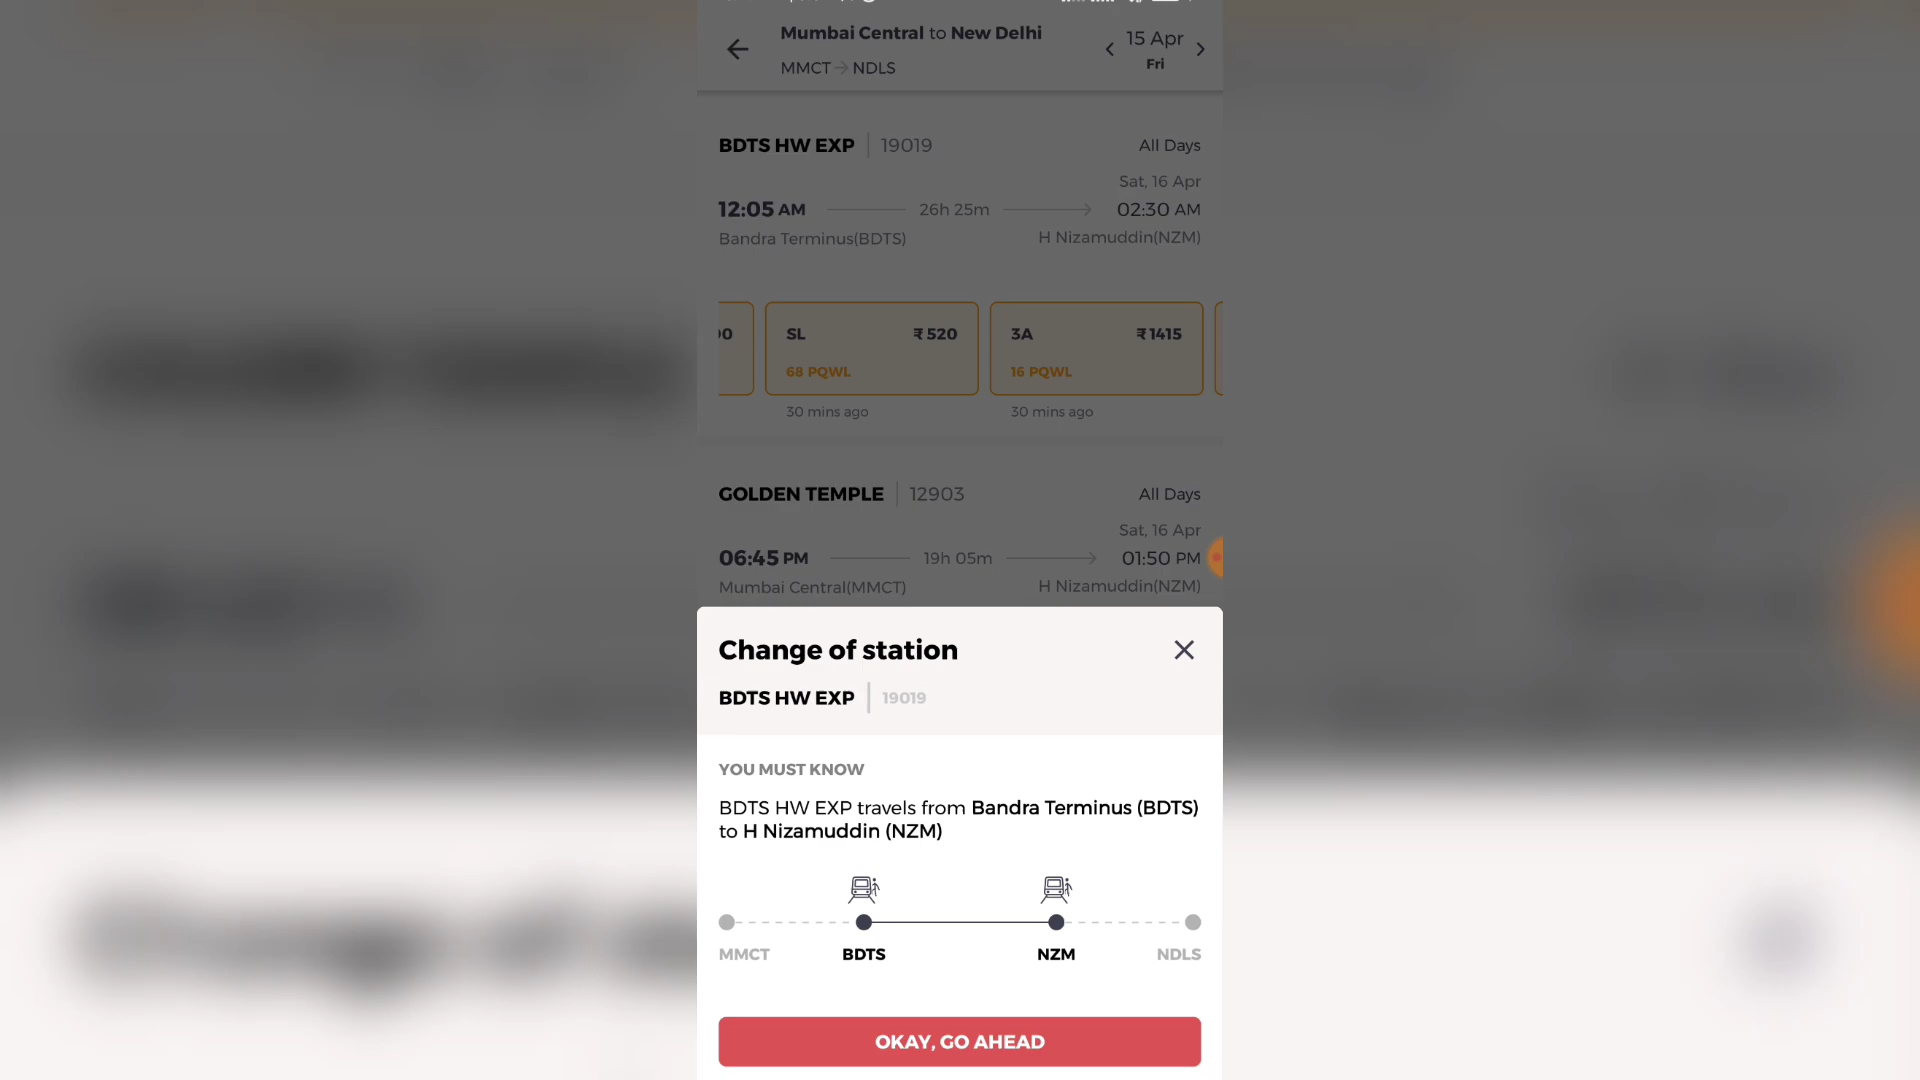 Mumbai Central to New Delhi
MMCT → NDLS
15 Apr
Fri
BDTS HW EXP | 19019
All Days
Sat, 16 Apr
12:05 AM
26h 25m
02:30 AM
Bandra Terminus(BDTS)
H Nizamuddin(NZM)
SL ₹ 520
68 PQWL
30 mins ago
3A ₹ 1415
16 PQWL
30 mins ago
GOLDEN TEMPLE | 12903
All Days
Sat, 16 Apr
06:45 PM
19h 05m
01:50 PM
Mumbai Central(MMCT)
H Nizamuddin(NZM)
Change of station
BDTS HW EXP | 19019
YOU MUST KNOW
BDTS HW EXP travels from Bandra Terminus (BDTS)
to H Nizamuddin (NZM)
MMCT BDTS NZM NDLS
OKAY, GO AHEAD